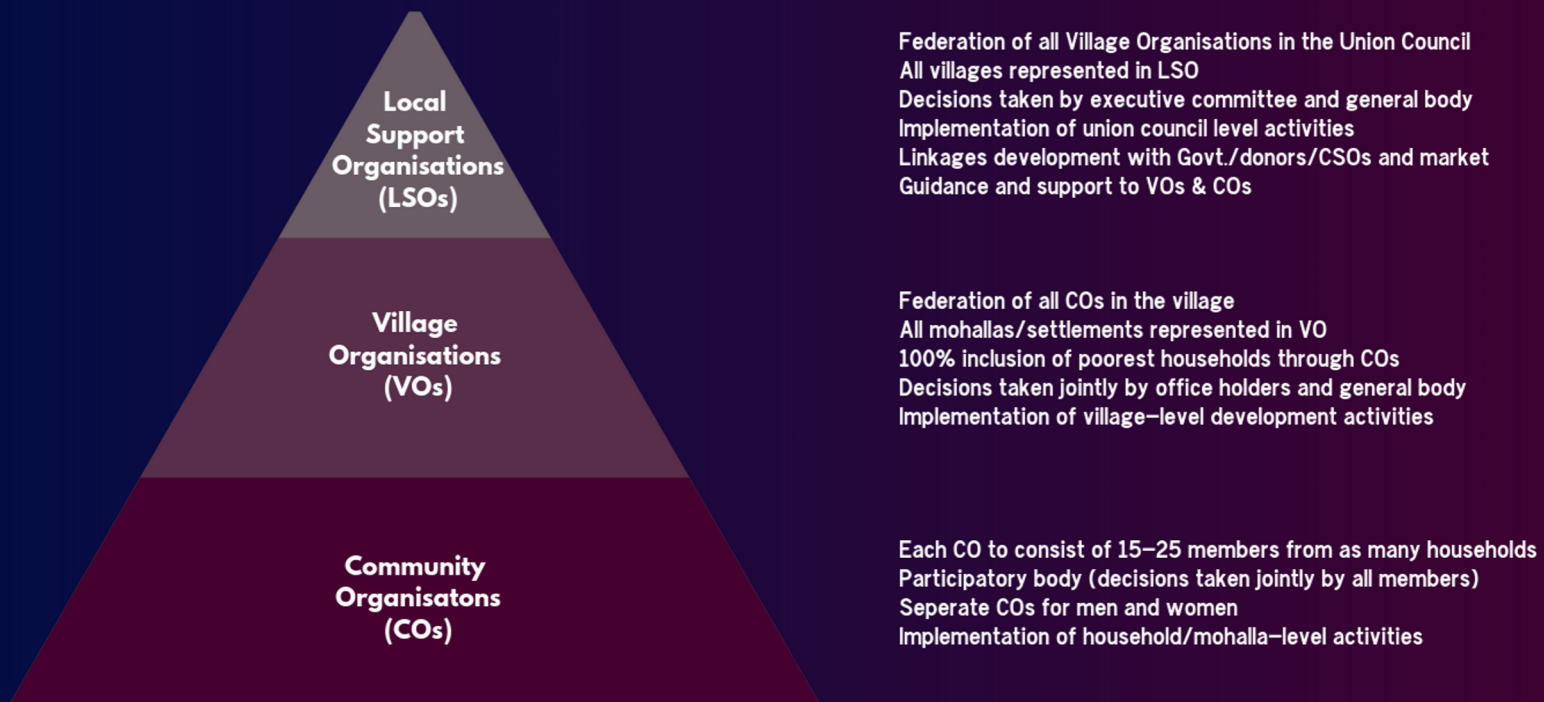 Local
Support
Organisations
(LSOs)
Federation of all Village Organisations in the Union Council
All villages represented in LSO
Decisions taken by executive committee and general body
Implementation of union council level activities
Linkages development with Govt./donors/CSOs and market
Guidance and support to VOs & COs
Village
Organisations
(VOs)
Federation of all COs in the village
All mohallas/settlements represented in VO
100% inclusion of poorest households through COs
Decisions taken jointly by office holders and general body
Implementation of village–level development activities
Community
Organisatons
(COs)
Each CO to consist of 15–25 members from as many households
Participatory body (decisions taken jointly by all members)
Seperate COs for men and women
Implementation of household/mohalla–level activities